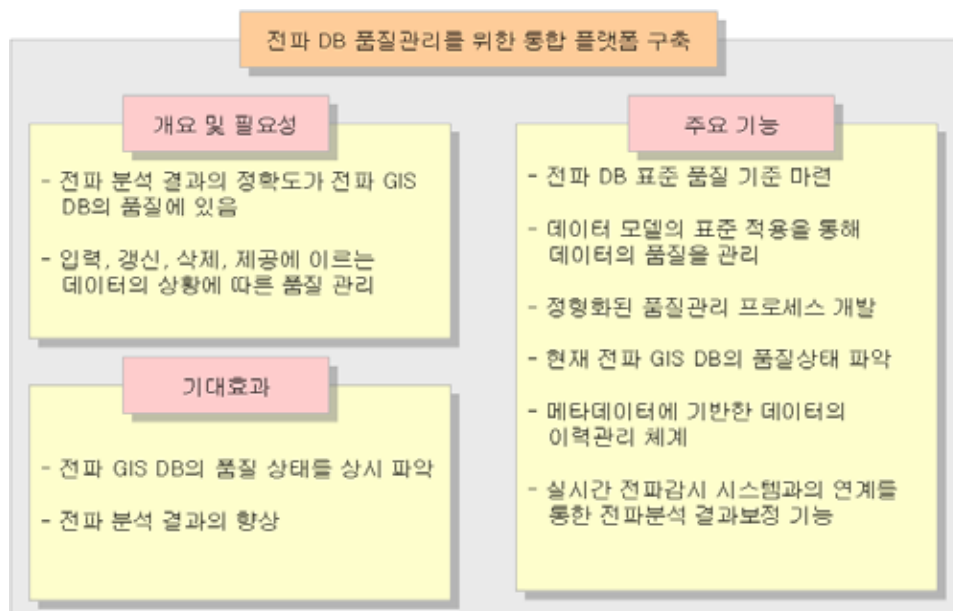 전파 DB 품질관리를 위한 통합 플랫폼 구축
개요 및 필요성
- 전파 분석 결과의 정확도가 전파 GIS
DB의 품질에 있음
- 입력, 갱신, 삭제, 제공에 이르는
데이터의 상황에 따른 품질 관리
기대효과
- 전파 GIS DB의 품질 상태를 상시 파악
- 전파 분석 결과의 향상
주요 기능
- 전파 DB 표준 품질 기준 마련
- 데이터 모델의 표준 적용을 통해
데이터의 품질을 관리
- 정형화된 품질관리 프로세스 개발
- 현재 전파 GIS DB의 품질상태 파악
- 메타데이터에 기반한 데이터의
이력관리 체계
- 실시간 전파감시 시스템과의 연계를
통한 전파분석 결과보정 기능